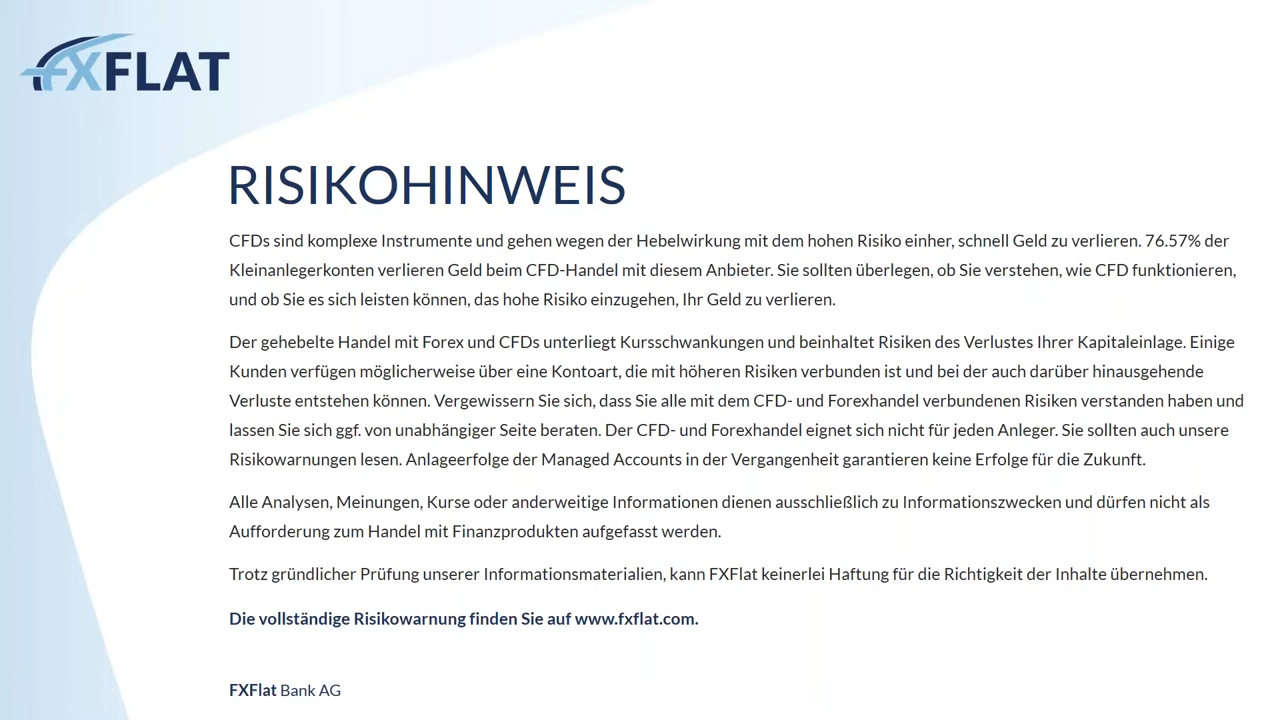 FXFLAT
RISIKOHINWEIS
CFDs sind komplexe Instrumente und gehen wegen der Hebelwirkung mit dem hohen Risiko einher, schnell Geld zu verlieren. 76.57% der
Kleinanlegerkonten verlieren Geld beim CFD-Handel mit diesem Anbieter. Sie sollten überlegen, ob Sie verstehen, wie CFD funktionieren,
und ob Sie es sich leisten können, das hohe Risiko einzugehen, Ihr Geld zu verlieren.
Der gehebelte Handel mit Forex und CFDs unterliegt Kursschwankungen und beinhaltet Risiken des Verlustes Ihrer Kapitaleinlage. Einige
Kunden verfügen möglicherweise über eine Kontoart, die mit höheren Risiken verbunden ist und bei der auch darüber hinausgehende
Verluste entstehen können. Vergewissern Sie sich, dass Sie alle mit dem CFD- und Forexhandel verbundenen Risiken verstanden haben und
lassen Sie sich ggf. von unabhängiger Seite beraten. Der CFD- und Forexhandel eignet sich nicht für jeden Anleger. Sie sollten auch unsere
Risikowarnungen lesen. Anlageerfolge der Managed Accounts in der Vergangenheit garantieren keine Erfolge für die Zukunft.
Alle Analysen, Meinungen, Kurse oder anderweitige Informationen dienen ausschließlich zu Informationszwecken und dürfen nicht als
Aufforderung zum Handel mit Finanzprodukten aufgefasst werden.
Trotz gründlicher Prüfung unserer Informationsmaterialien, kann FXFlat keinerlei Haftung für die Richtigkeit der Inhalte übernehmen.
Die vollständige Risikowarnung finden Sie auf www.fxflat.com.
FXFlat Bank AG